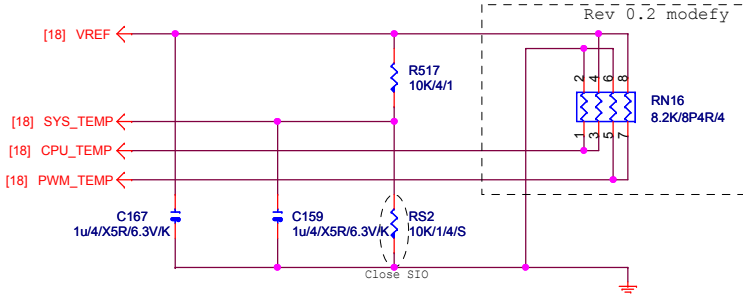 Rev 0.2 modefy
[18] VREF
R517
10K/4/1
2 4 6 8
RN16
8.2K/8P4R/4
1 3 5 7
[18] SYS_TEMP
[18] CPU_TEMP
[18] PWM_TEMP
C167
1u/4/X5R/6.3V/K
C159
1u/4/X5R/6.3V/K
RS2
10K/1/4/S
Close SIO